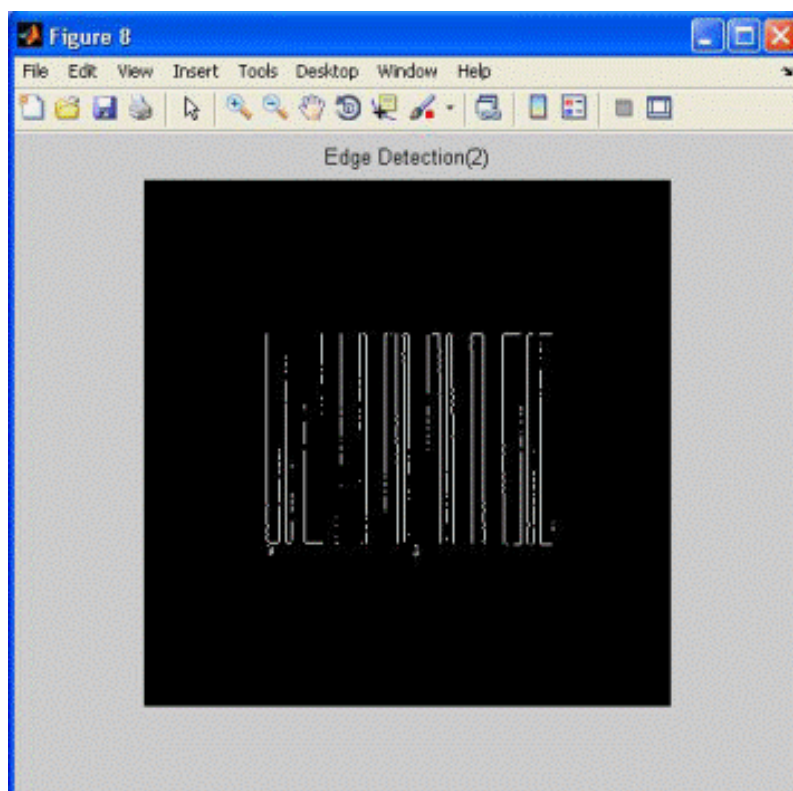 Figure 8
File Edit View Insert Tools Desktop Window Help
Edge Detection(2)